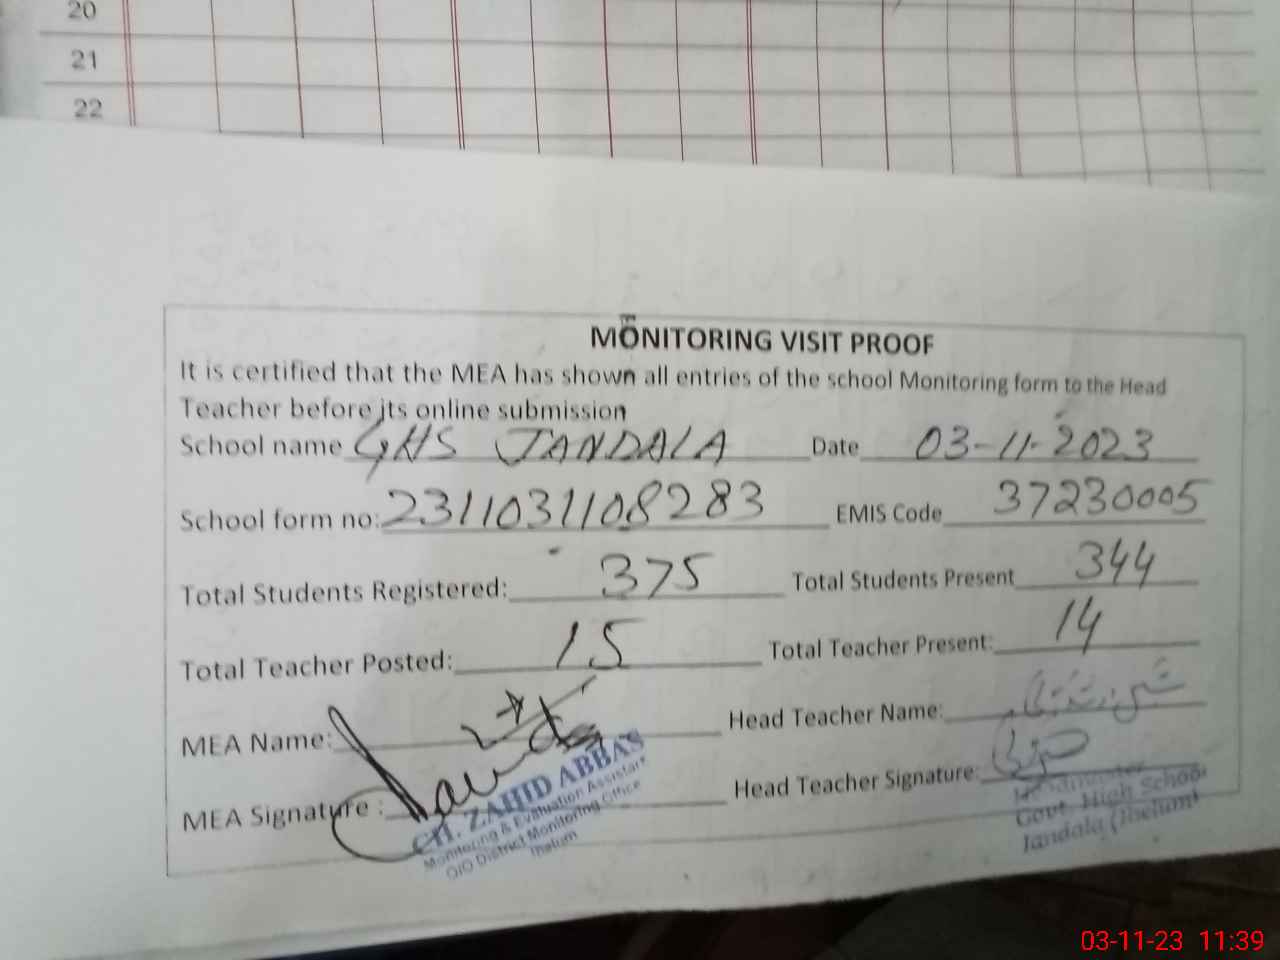 20
21
22
MONITORING VISIT PROOF
It is certified that the MEA has shown all entries of the school Monitoring form to the Head
Teacher before its online submission
School name GHS JANDALA Date 03-11-2023
School form no: 2311031108283 EMIS Code 37230005
Total Students Registered: 375 Total Students Present 344
Total Teacher Posted: 15 Total Teacher Present: 14
MEA Name: Head Teacher Name:
MEA Signature : Head Teacher Signature:
CH. ZAHID ABBAS
Monitoring & Evaluation Assistant
O/O District Monitoring Office
Jhelum
Headmaster
Govt. High School
Jandala (Jhelum)
03-11-23 11:39